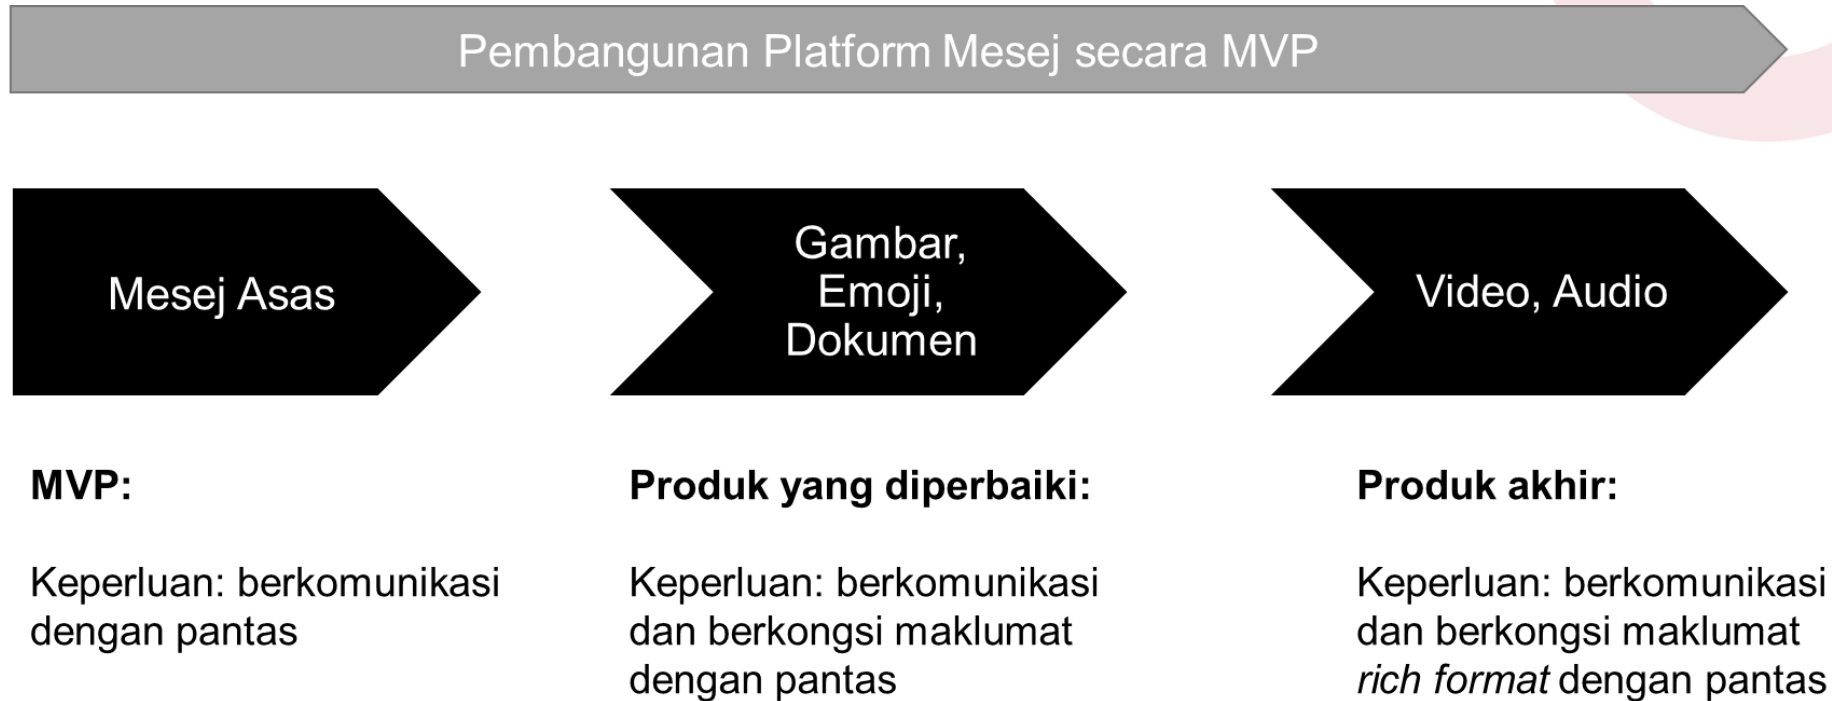 Pembangunan Platform Mesej secara MVP
Mesej Asas
Gambar,
Emoji,
Dokumen
Video, Audio
MVP:
Keperluan: berkomunikasi
dengan pantas
Produk yang diperbaiki:
Keperluan: berkomunikasi
dan berkongsi maklumat
dengan pantas
Produk akhir:
Keperluan: berkomunikasi
dan berkongsi maklumat
rich format dengan pantas